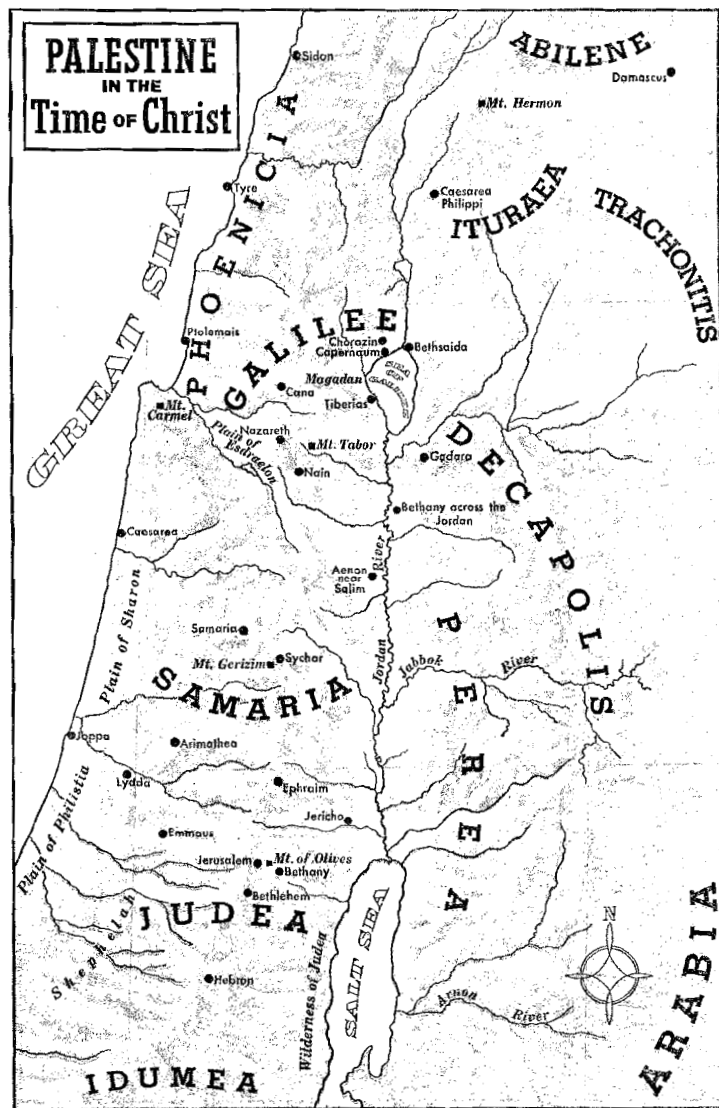 PALESTINE
IN THE
Time OF Christ
ABILENE
Sidon
Damascus
Mt. Hermon
PHOENICIA
Tyre
Caesarea
Philippi
ITURAEA
TRACHONITIS
GREAT SEA
Ptolemais
GALILEE
Chorazin
Capernaum
Bethsaida
SEA
OF
GALILEE
Magadan
Cana
Tiberias
Mt.
Carmel
Plain of
Esdraelon
Nazareth
Mt. Tabor
Nain
DECAPOLIS
Gadara
Bethany across the
Jordan
Caesarea
Aenon
near
Salim
Jordan River
Plain of Sharon
Samaria
Mt. Gerizim
Sychar
SAMARIA
Jabbok River
PEREA
Joppa
Arimathea
Lydda
Ephraim
Plain of Philistia
Jericho
Emmaus
Jerusalem
Mt. of Olives
Bethany
Bethlehem
JUDEA
Shephelah
Hebron
Wilderness of Judea
SALT SEA
Arnon River
N
ARABIA
IDUMEA